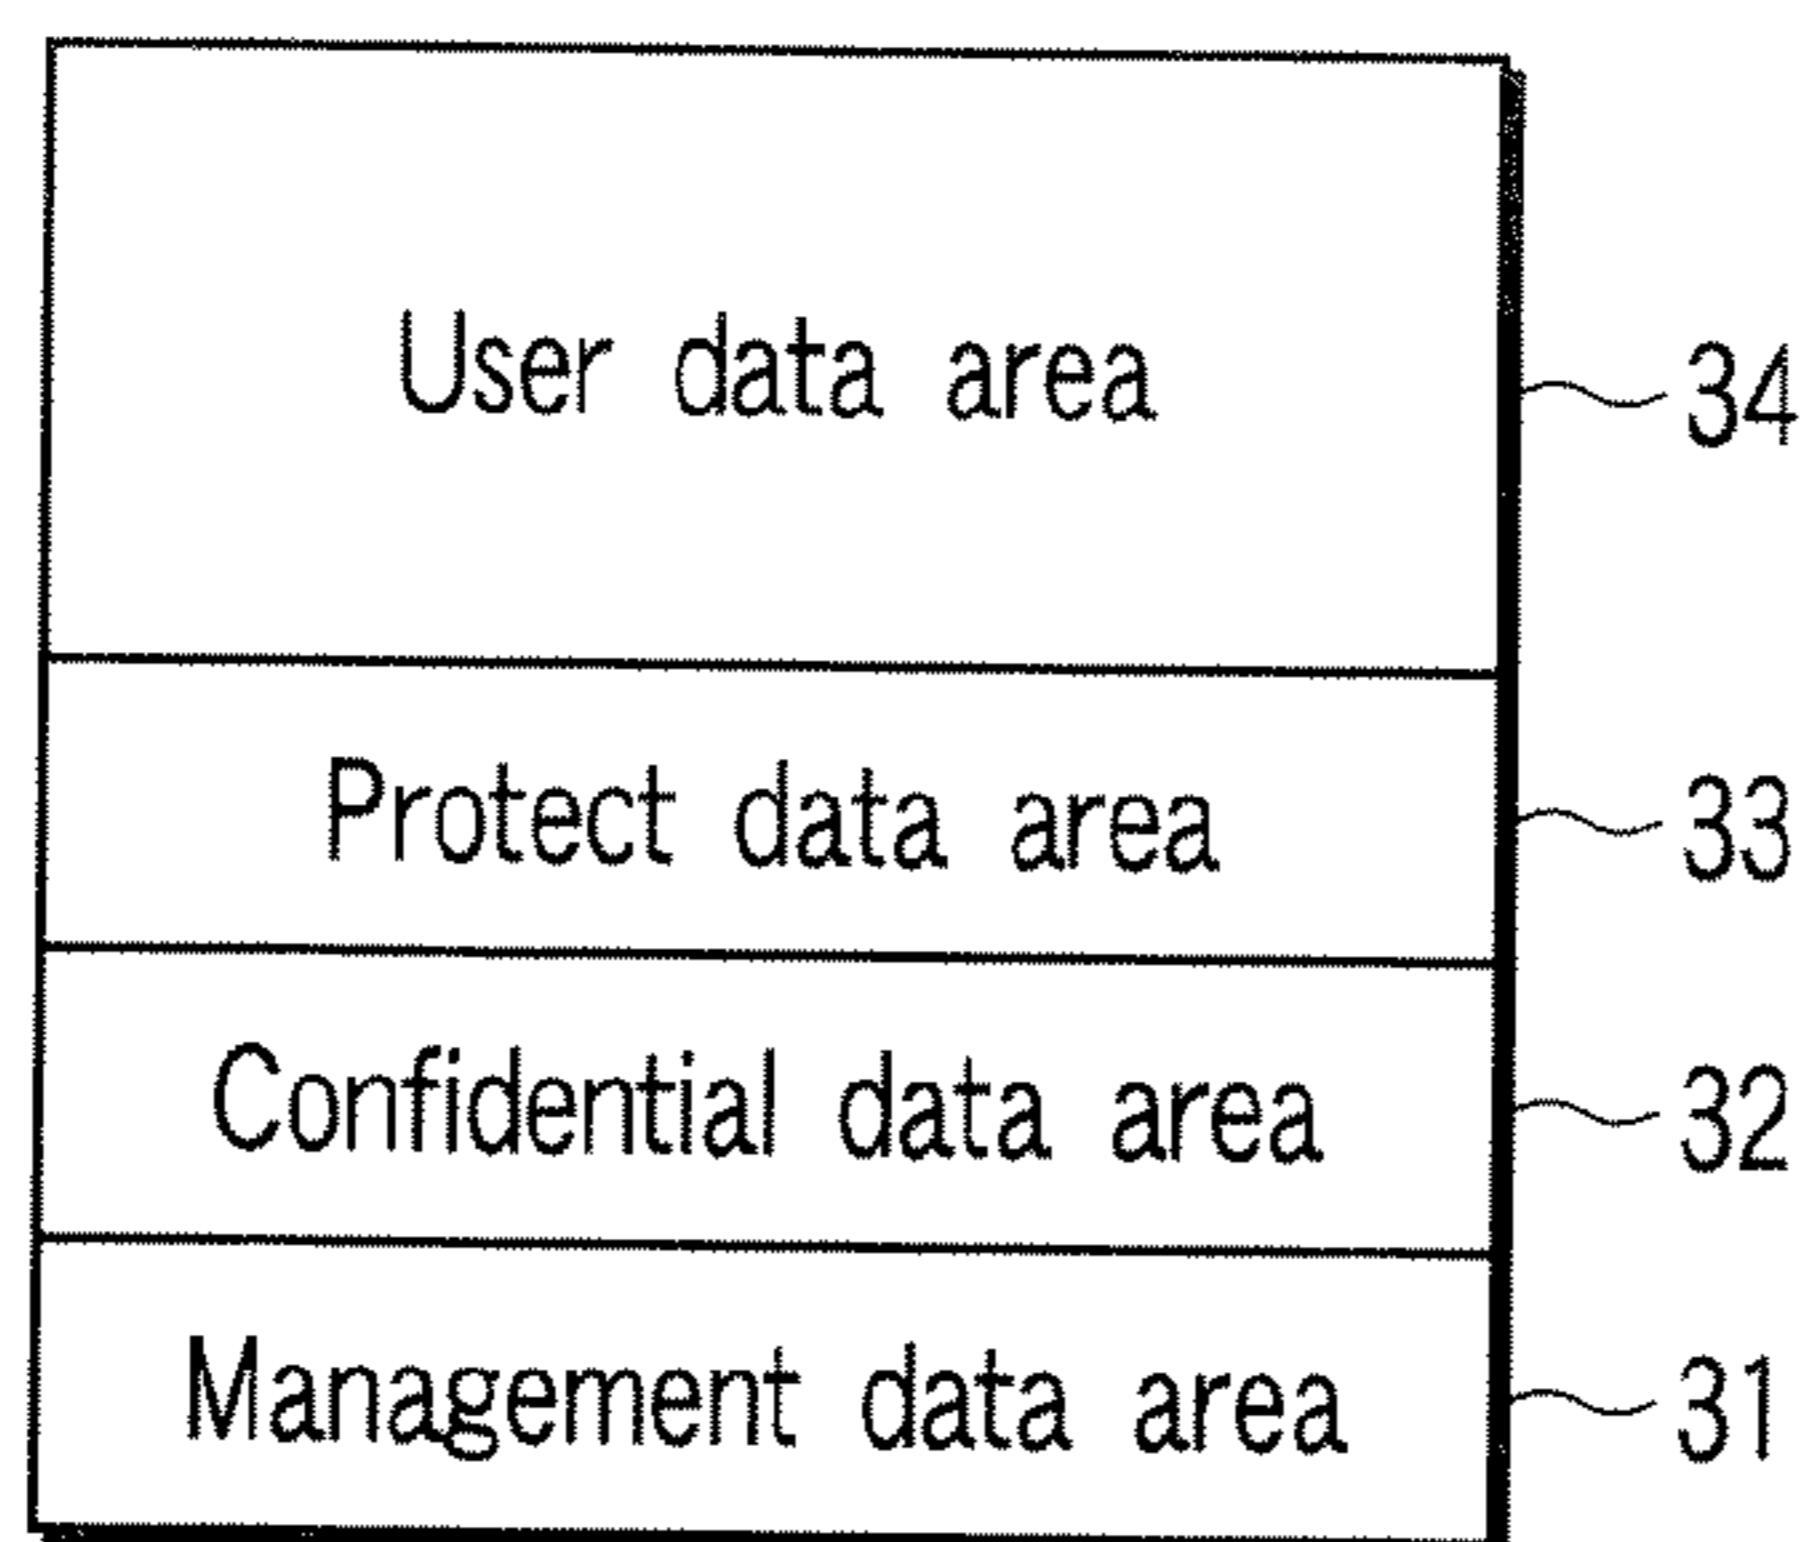 User data area 34
Protect data area 33
Confidential data area 32
Management data area 31